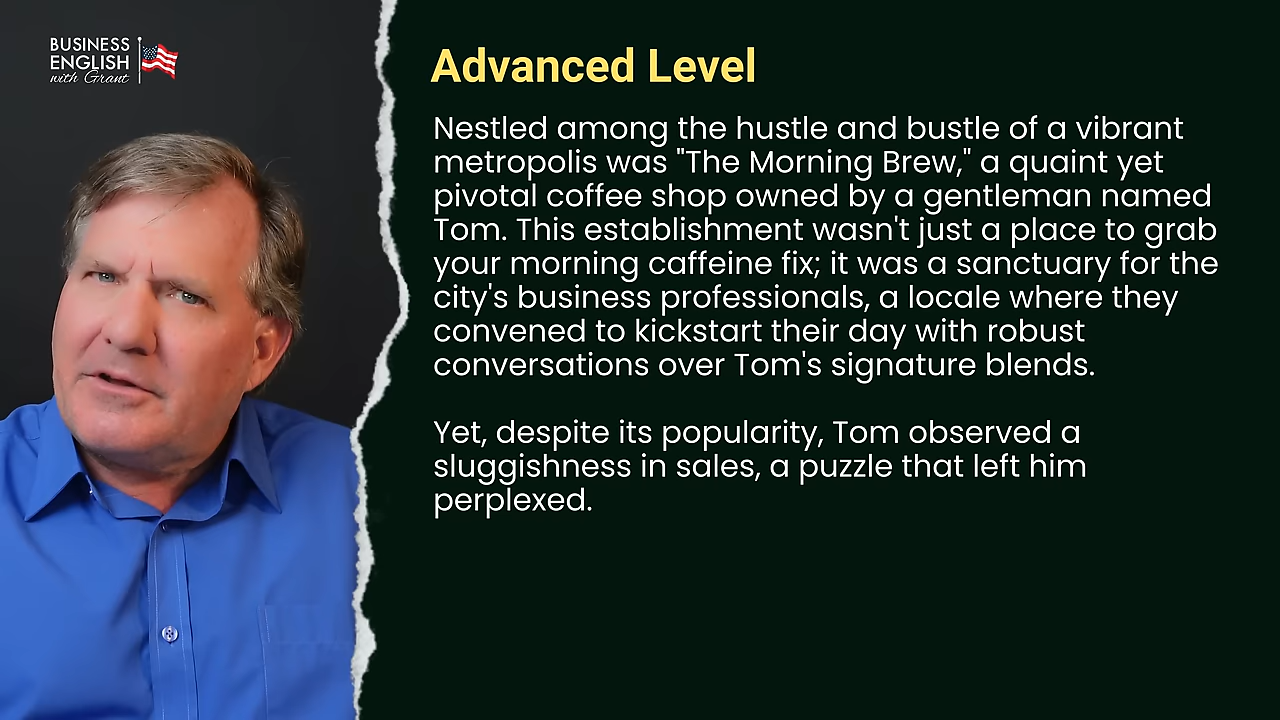 BUSINESS
ENGLISH
with Grant
Advanced Level
Nestled among the hustle and bustle of a vibrant
metropolis was "The Morning Brew," a quaint yet
pivotal coffee shop owned by a gentleman named
Tom. This establishment wasn't just a place to grab
your morning caffeine fix; it was a sanctuary for the
city's business professionals, a locale where they
convened to kickstart their day with robust
conversations over Tom's signature blends.
Yet, despite its popularity, Tom observed a
sluggishness in sales, a puzzle that left him
perplexed.